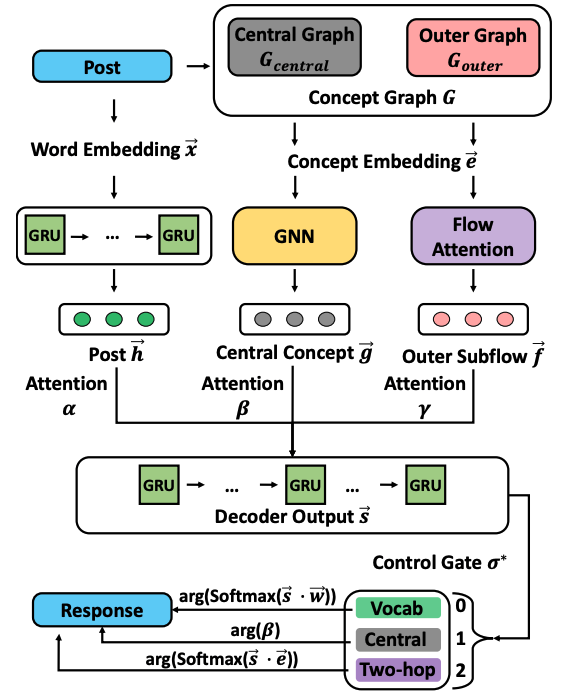 Post
Central Graph
G_central
Outer Graph
G_outer
Concept Graph G
Word Embedding x⃗
Concept Embedding e⃗
GRU ... GRU
GNN
Flow
Attention
Post h⃗
Central Concept g⃗
Outer Subflow f⃗
Attention
α
Attention
β
Attention
γ
GRU ... GRU ... GRU
Decoder Output s⃗
Control Gate σ*
Response
arg(Softmax(s⃗ · w⃗))
Vocab 0
arg(β)
Central 1
arg(Softmax(s⃗ · e⃗))
Two-hop 2